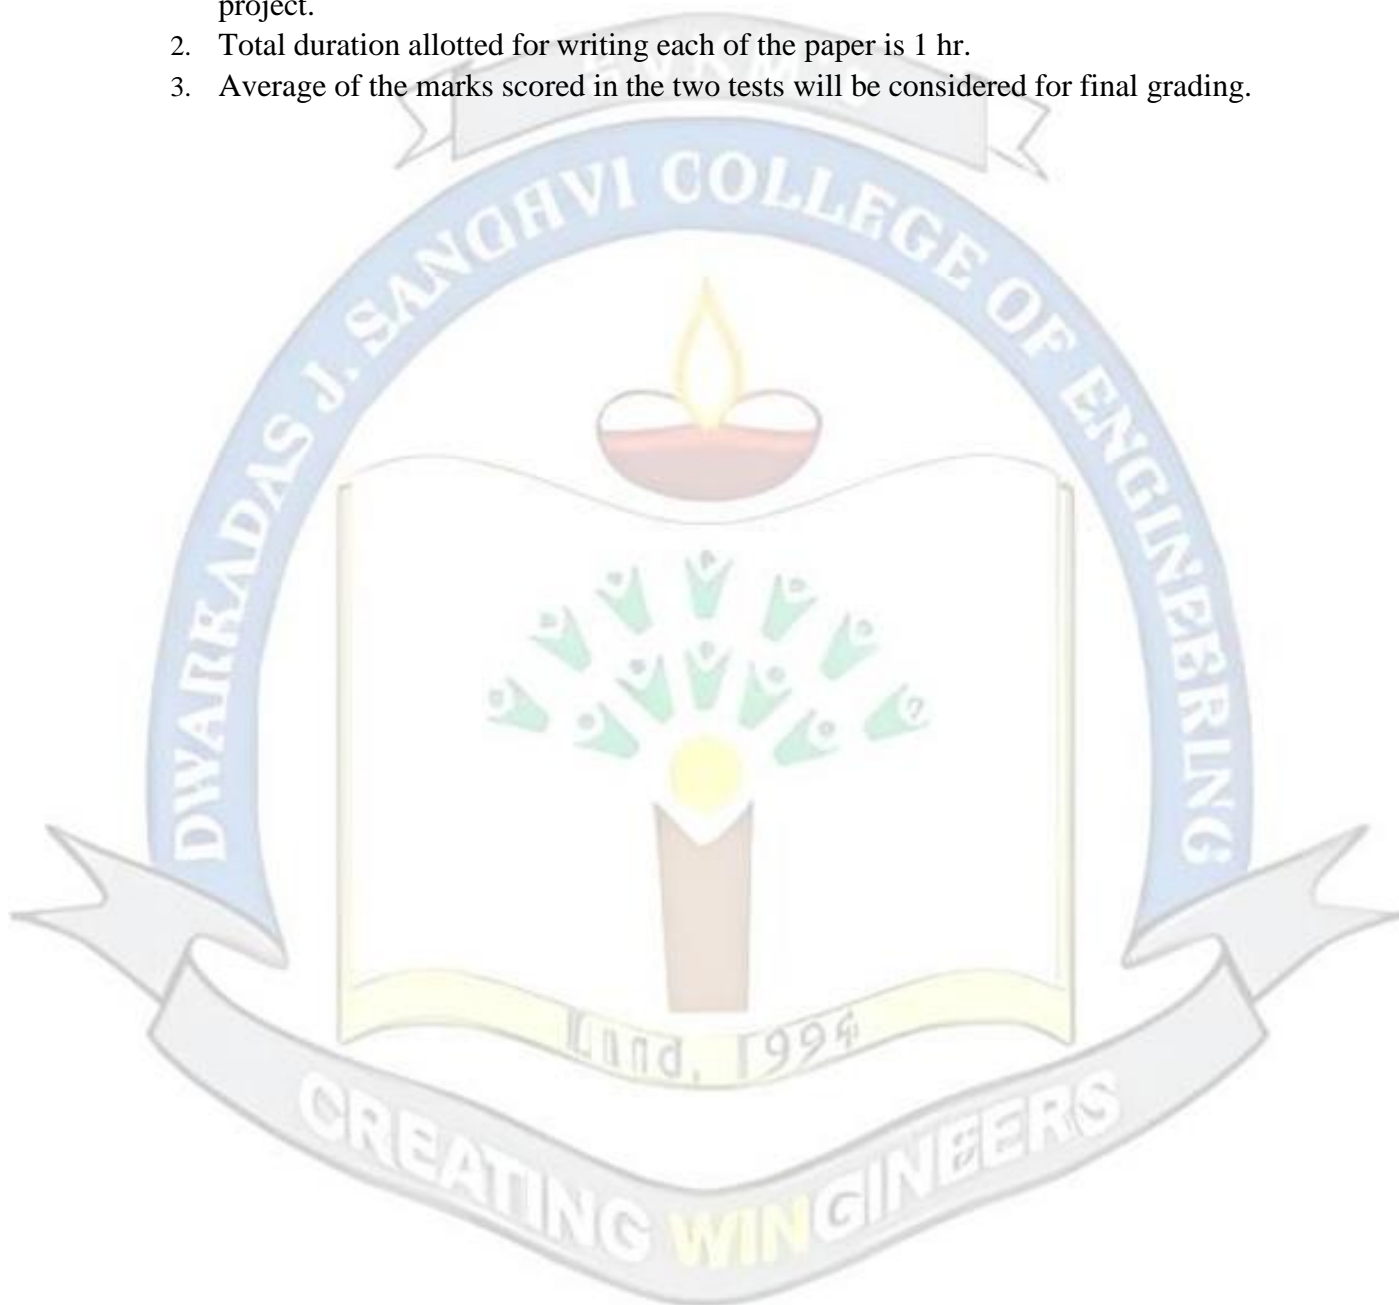 project.
2. Total duration allotted for writing each of the paper is 1 hr.
3. Average of the marks scored in the two tests will be considered for final grading.
DWARKADAS J. SANGHVI COLLEGE OF ENGINEERING
1994
CREATING WINGINEERS